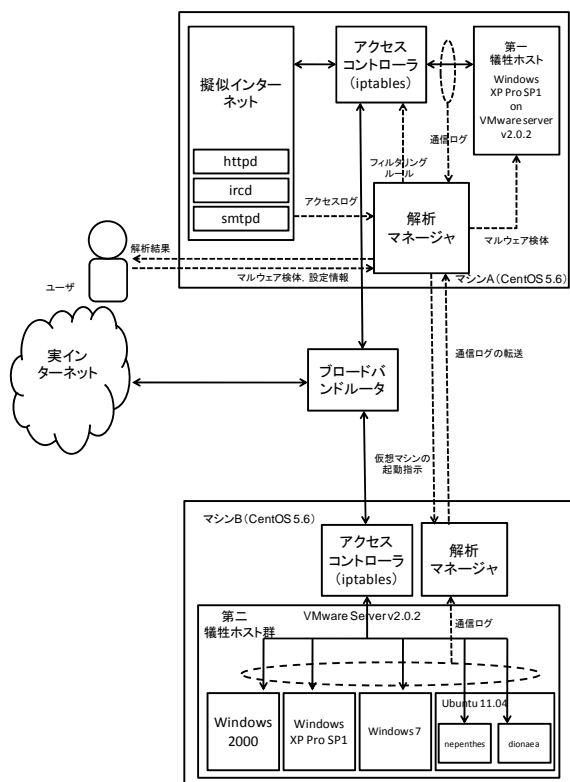 アクセス
コントローラ
(iptables)
第一
犠牲ホスト
Windows
XP Pro SP1
on
VMware server
v2.0.2
擬似インター
ネット
通信ログ
フィルタリング
ルール
httpd
ircd
smtpd
アクセスログ
解析
マネージャ
マルウェア検体
解析結果
マルウェア検体，設定情報
マシンA(CentOS 5.6)
ユーザ
実イン
ターネット
ブロードバ
ンドルータ
通信ログの転送
仮想マシンの
起動指示
マシンB(CentOS 5.6)
アクセス
コントローラ
(iptables)
解析
マネージャ
第二
犠牲ホスト群
VMware Server v2.0.2
通信ログ
Windows
2000
Windows
XP Pro SP1
Windows 7
Ubuntu 11.04
nepenthes
dionaea